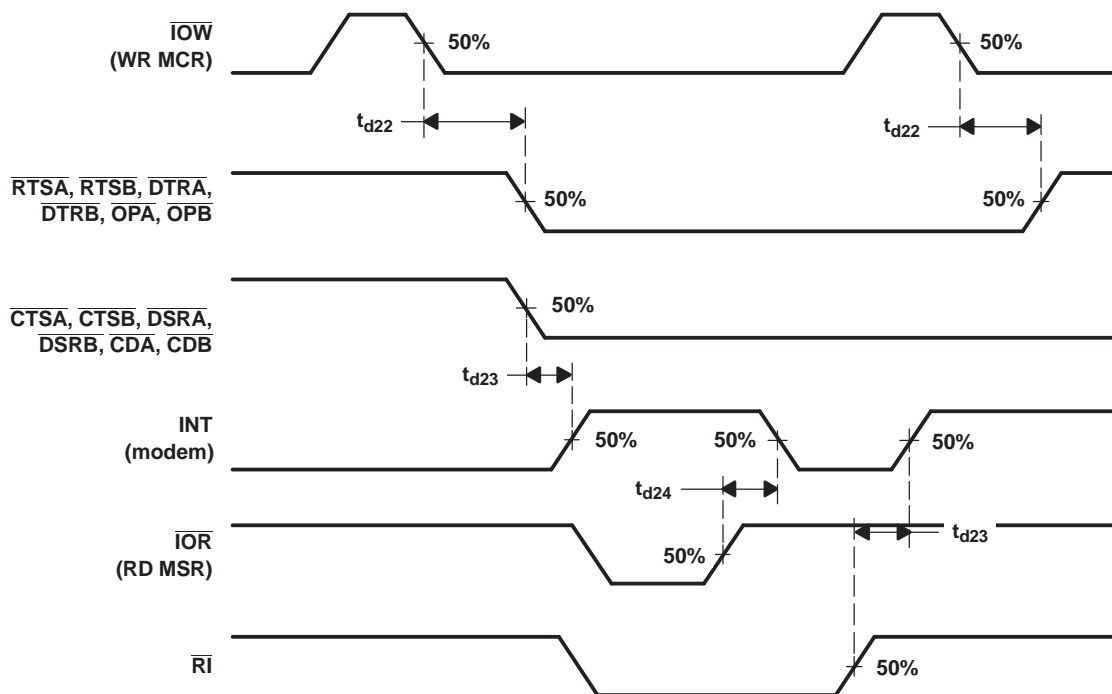 IOW
(WR MCR)
50%
50%
td22
td22
RTSA, RTSB, DTRA,
DTRB, OPA, OPB
50%
50%
CTSA, CTSB, DSRA,
DSRB, CDA, CDB
50%
td23
INT
(modem)
50%
50%
50%
td24
IOR
(RD MSR)
50%
td23
RI
50%